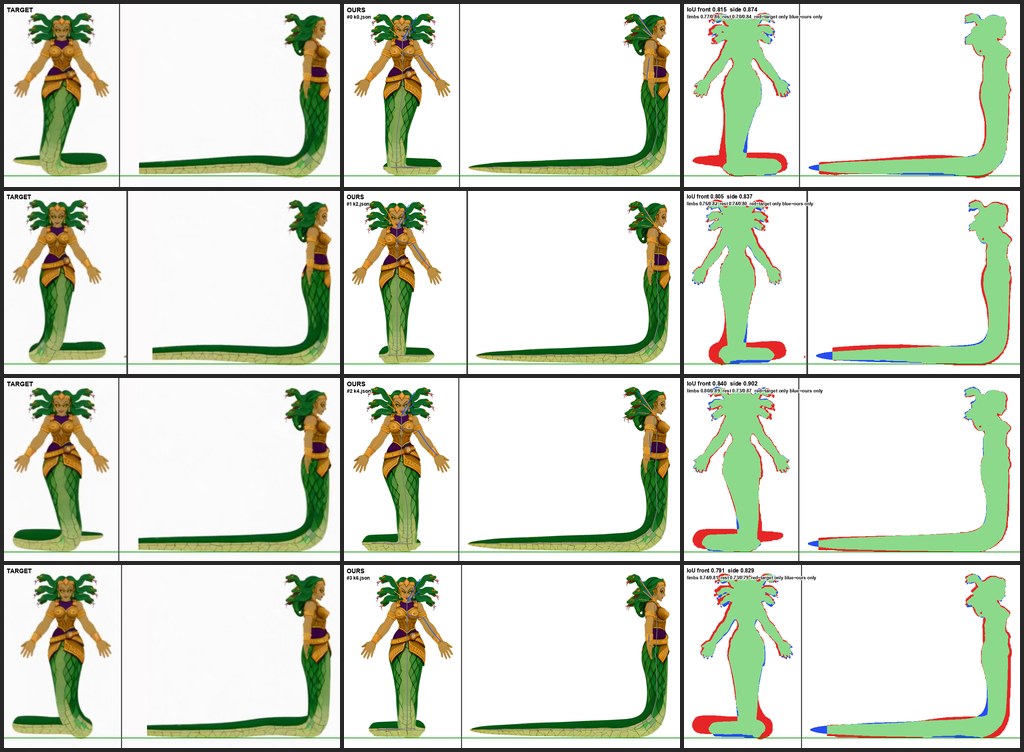 TARGET
OURS
#0 k0.json
IoU front 0.815 side 0.874
TARGET
OURS
#1 k2.json
IoU front 0.806 side 0.837
TARGET
OURS
#2 k4.json
IoU front 0.840 side 0.902
TARGET
OURS
#3 k6.json
IoU front 0.791 side 0.829